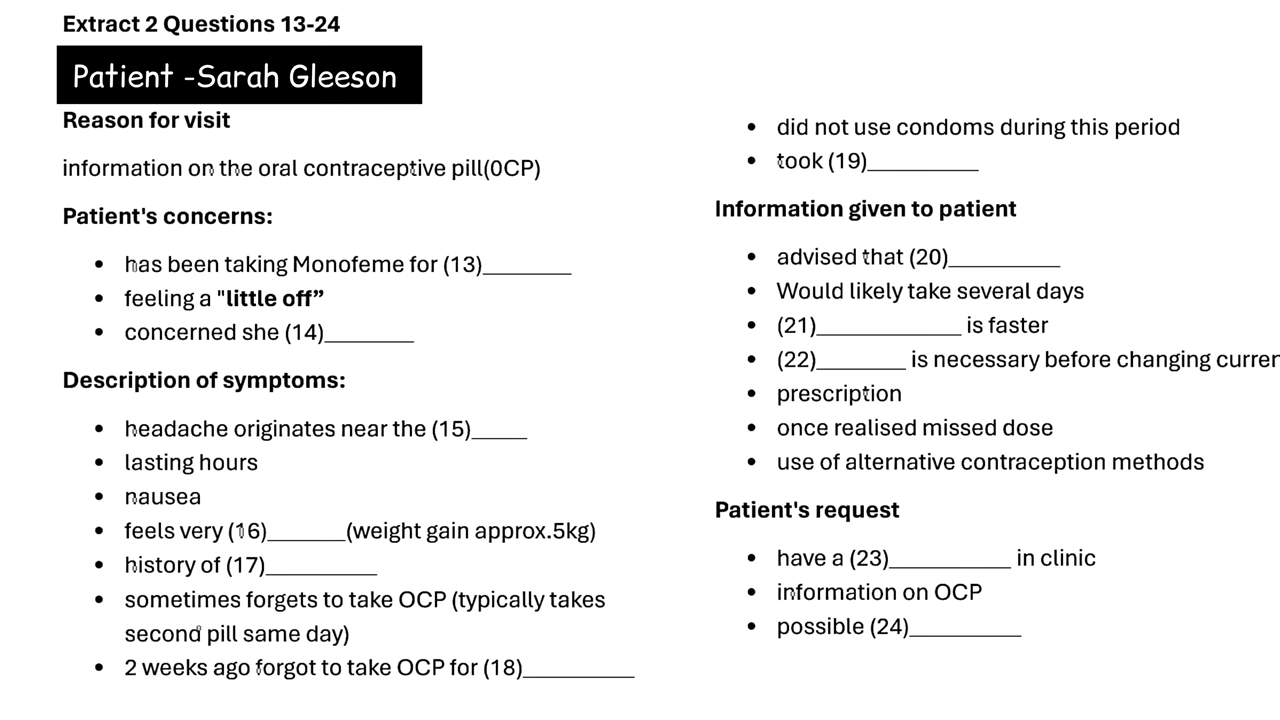 Extract 2 Questions 13-24
Patient -Sarah Gleeson
Reason for visit
information on the oral contraceptive pill(0CP)
Patient's concerns:
• has been taking Monofeme for (13)________
• feeling a "little off”
• concerned she (14)________
Description of symptoms:
• headache originates near the (15)_____
• lasting hours
• nausea
• feels very (16)_______(weight gain approx.5kg)
• history of (17)__________
• sometimes forgets to take OCP (typically takes
second pill same day)
• 2 weeks ago forgot to take OCP for (18)__________
• did not use condoms during this period
• took (19)__________
Information given to patient
• advised that (20)__________
• Would likely take several days
• (21)_____________ is faster
• (22)________ is necessary before changing curren
• prescription
• once realised missed dose
• use of alternative contraception methods
Patient's request
• have a (23)___________ in clinic
• information on OCP
• possible (24)__________